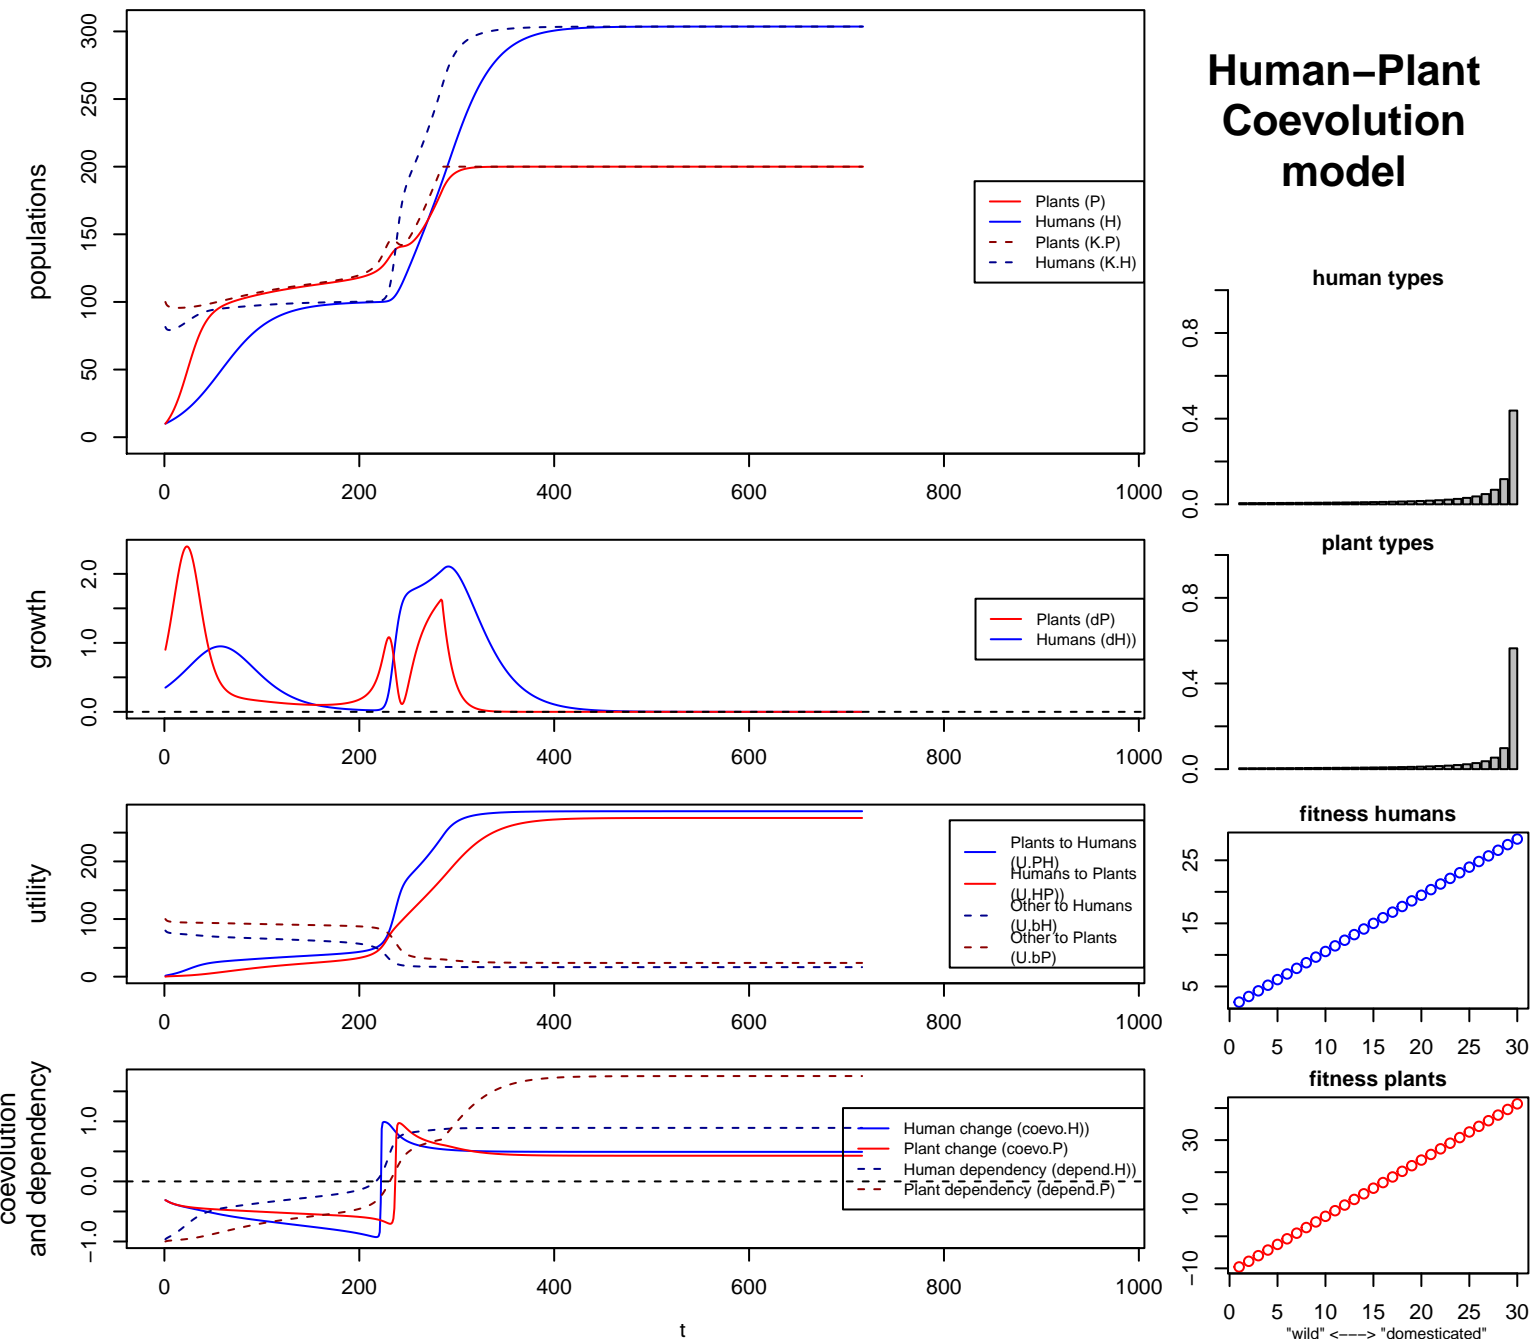 Human−Plant
Coevolution
model
populations
300
250
200
150
100
50
0
0 200 400 600 800 1000
Plants (P)
Humans (H)
Plants (K.P)
Humans (K.H)
growth
2.0
1.0
0.0
0 200 400 600 800 1000
Plants (dP)
Humans (dH))
utility
200
100
0
0 200 400 600 800 1000
Plants to Humans
(U.PH)
Humans to Plants
(U.HP))
Other to Humans
(U.bH)
Other to Plants
(U.bP)
coevolution
and dependency
1.0
0.0
−1.0
0 200 400 600 800 1000
Human change (coevo.H))
Plant change (coevo.P)
Human dependency (depend.H))
Plant dependency (depend.P)
t
human types
0.8
0.4
0.0
plant types
0.8
0.4
0.0
fitness humans
25
15
5
0 5 10 15 20 25 30
fitness plants
30
10
−10
0 5 10 15 20 25 30
"wild" <−−−> "domesticated"